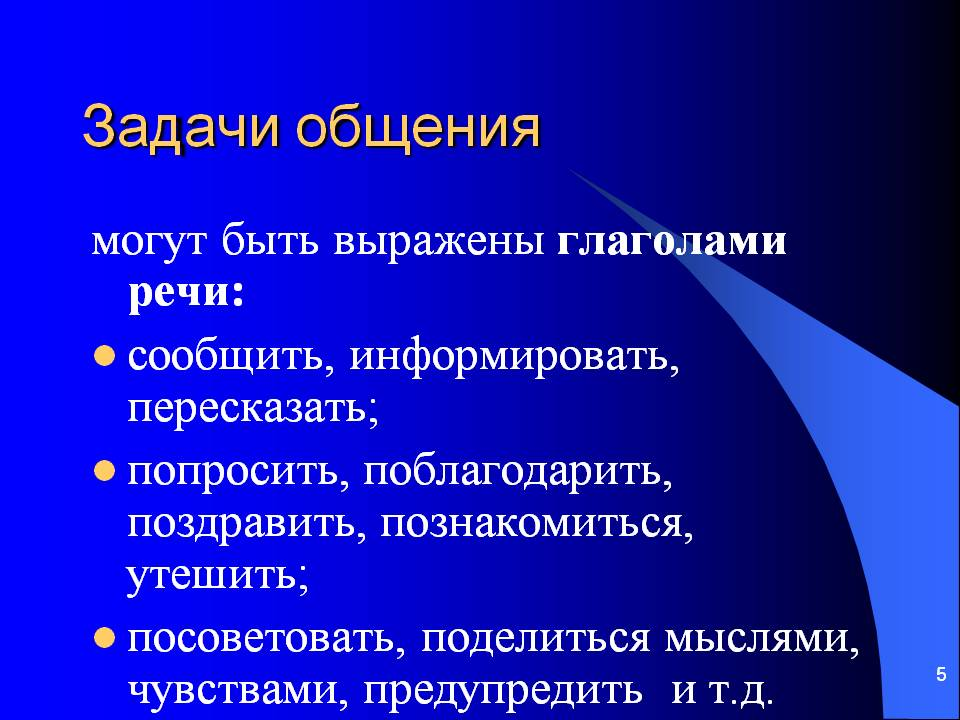 Задачи общения
могут быть выражены глаголами
речи:
сообщить, информировать,
пересказать;
попросить, поблагодарить,
поздравить, познакомиться,
утешить;
посоветовать, поделиться мыслями,
чувствами, предупредить и т.д.
5